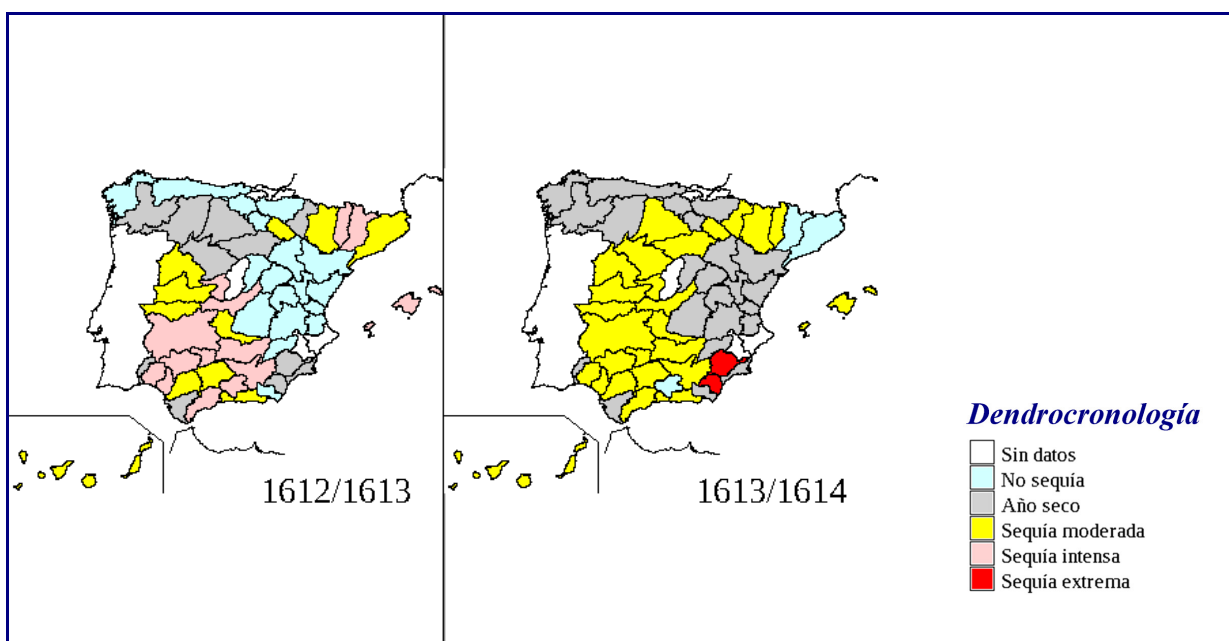 1612/1613
1613/1614
Dendrocronología
Sin datos
No sequía
Año seco
Sequía moderada
Sequía intensa
Sequía extrema